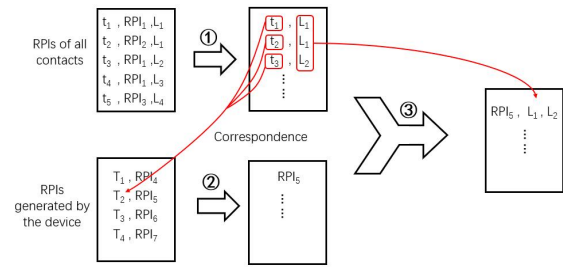 RPIs of all
contacts
t1 , RPI1 ,L1
t2 , RPI2 ,L1
t3 , RPI1 ,L2
t4 , RPI1 ,L3
t5 , RPI3 ,L4
①
t1 , L1
t2 , L1
t3 , L2
⋮
Correspondence
③
RPI5 , L1 , L2
⋮
RPIs
generated by
the device
T1 , RPI4
T2 , RPI5
T3 , RPI6
T4 , RPI7
②
RPI5
⋮